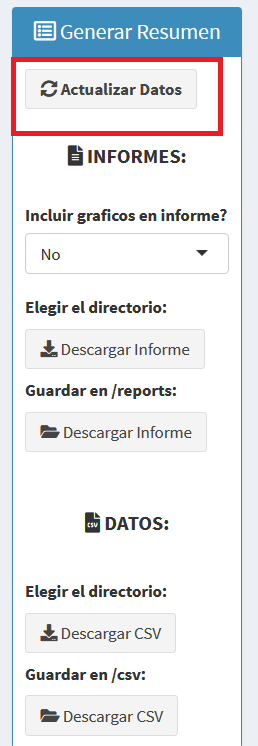 Generar Resumen
Actualizar Datos
INFORMES:
Incluir graficos en informe?
No
Elegir el directorio:
Descargar Informe
Guardar en /reports:
Descargar Informe
CSV DATOS:
Elegir el directorio:
Descargar CSV
Guardar en /csv:
Descargar CSV